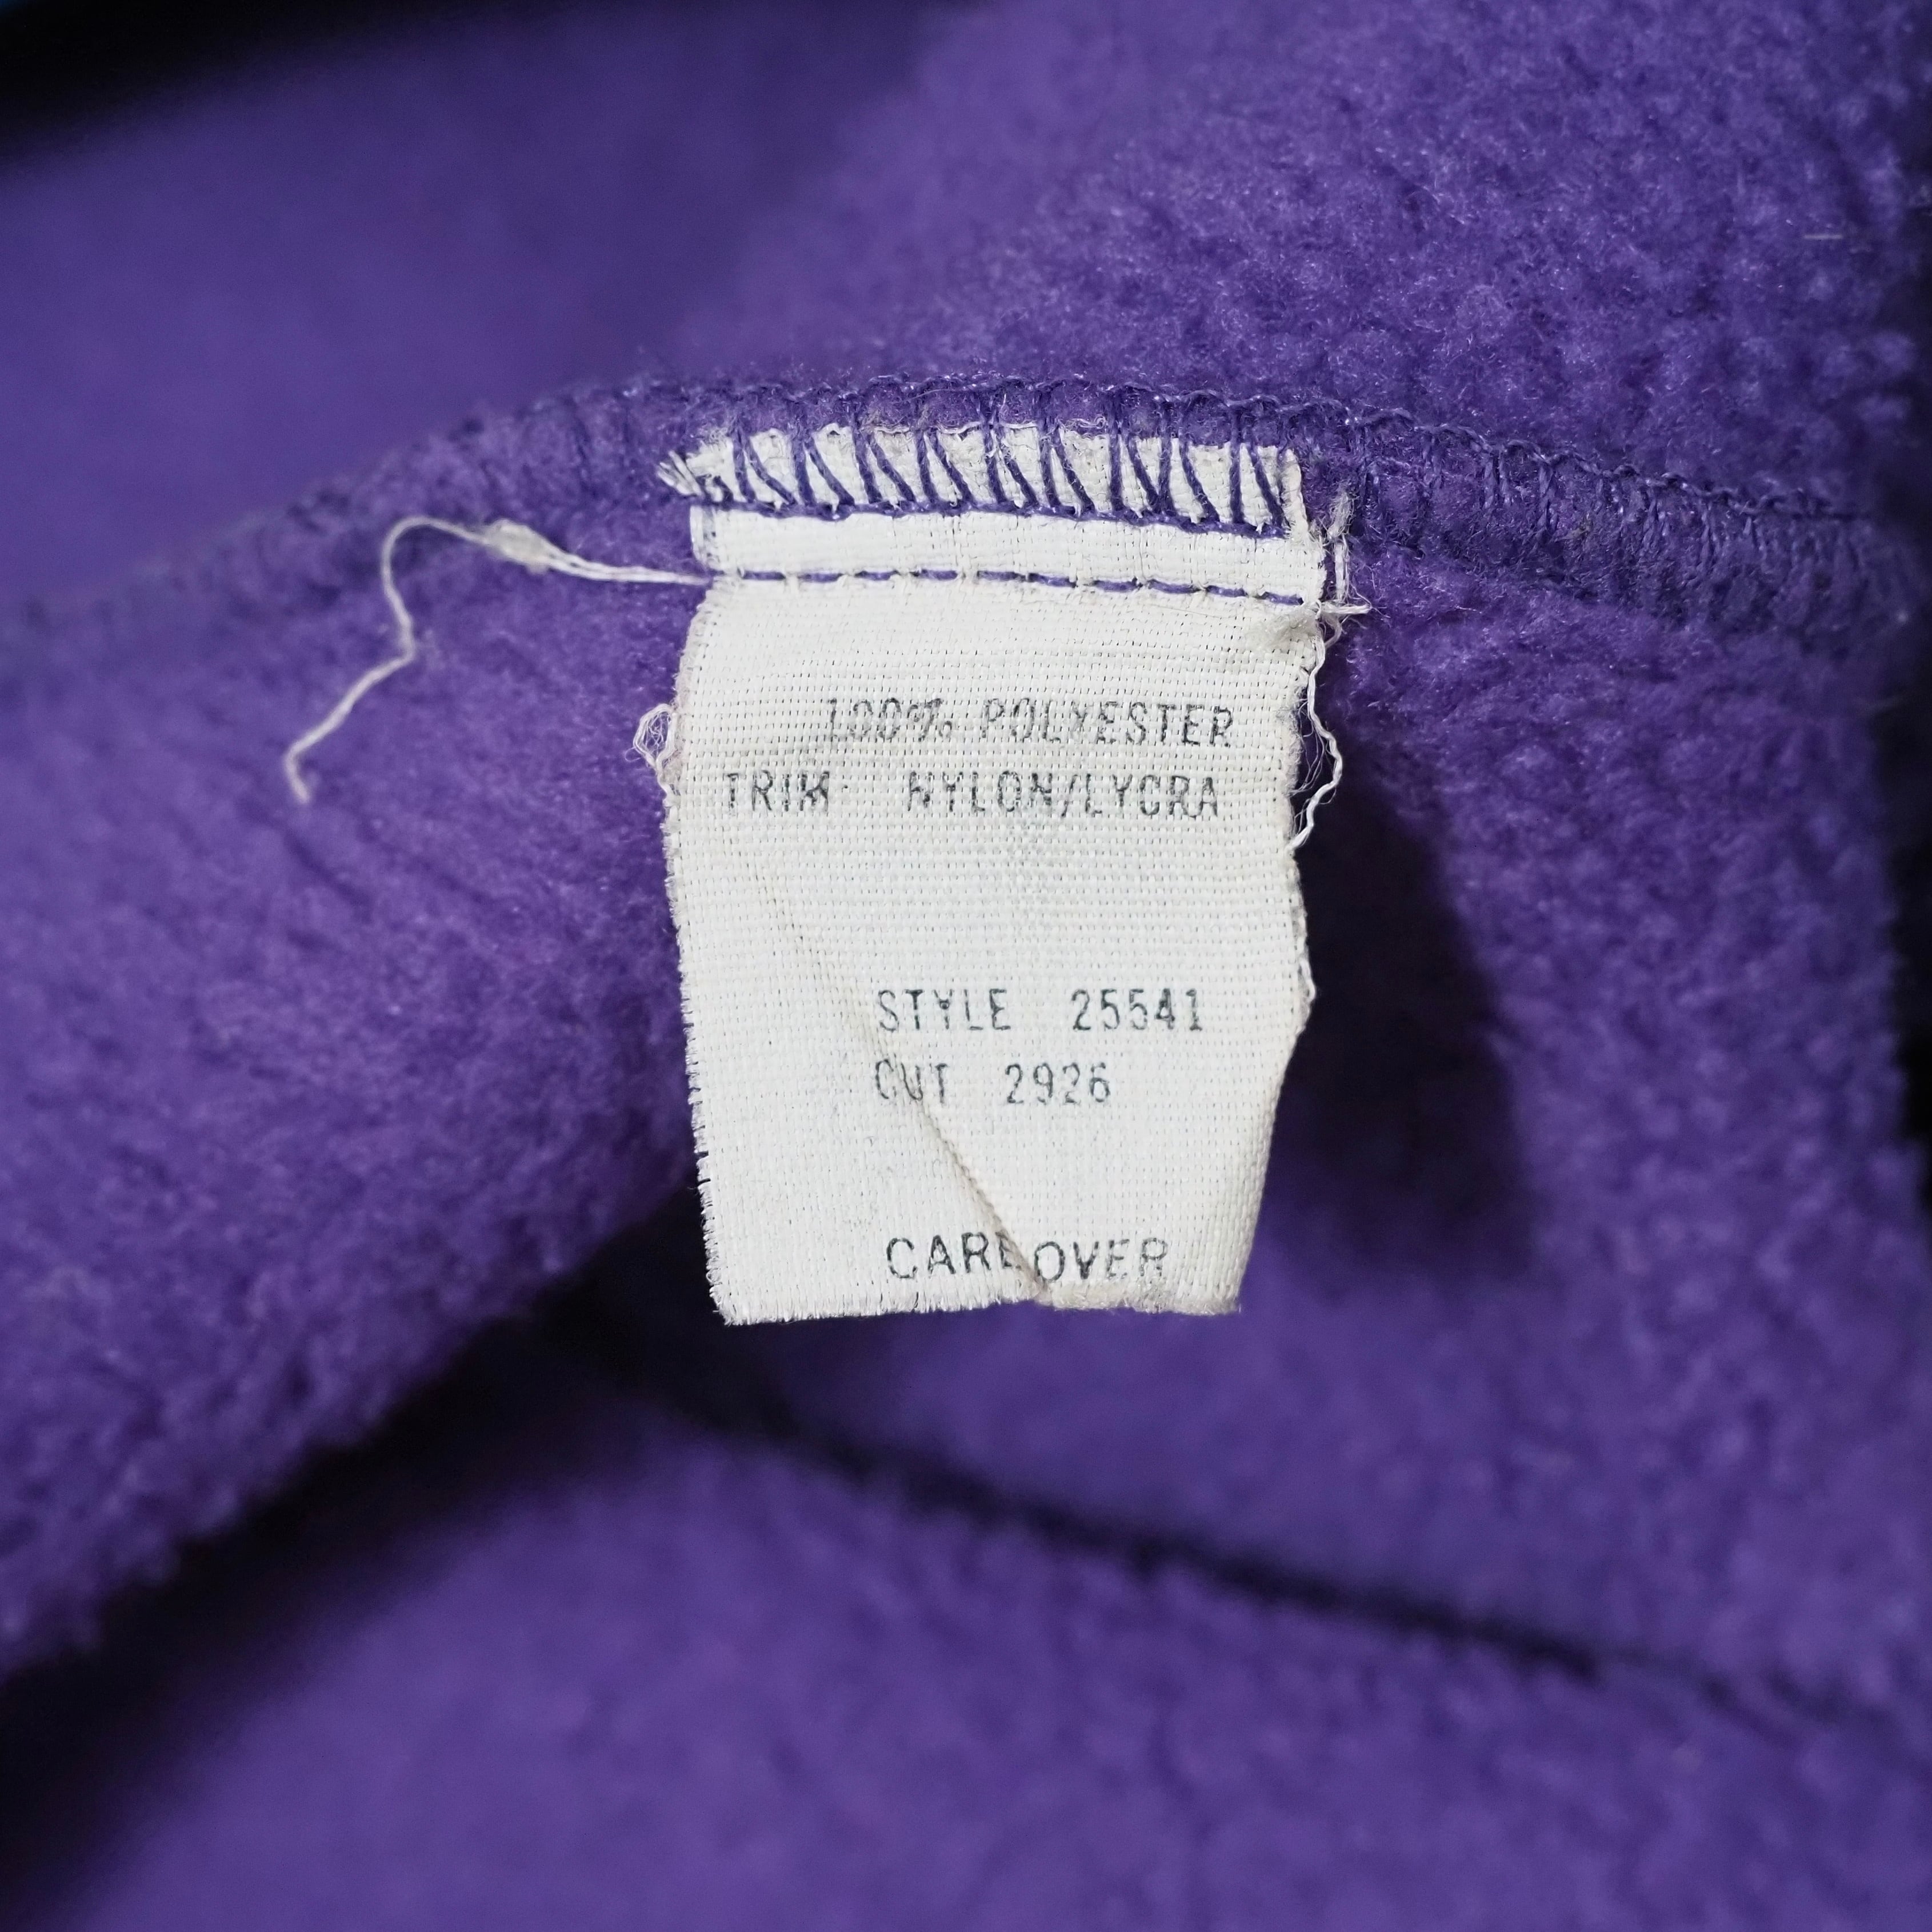 100% POLYESTER
TRIM NYLON/LYCRA
STYLE 25541
CUT 2926
CARE OVER